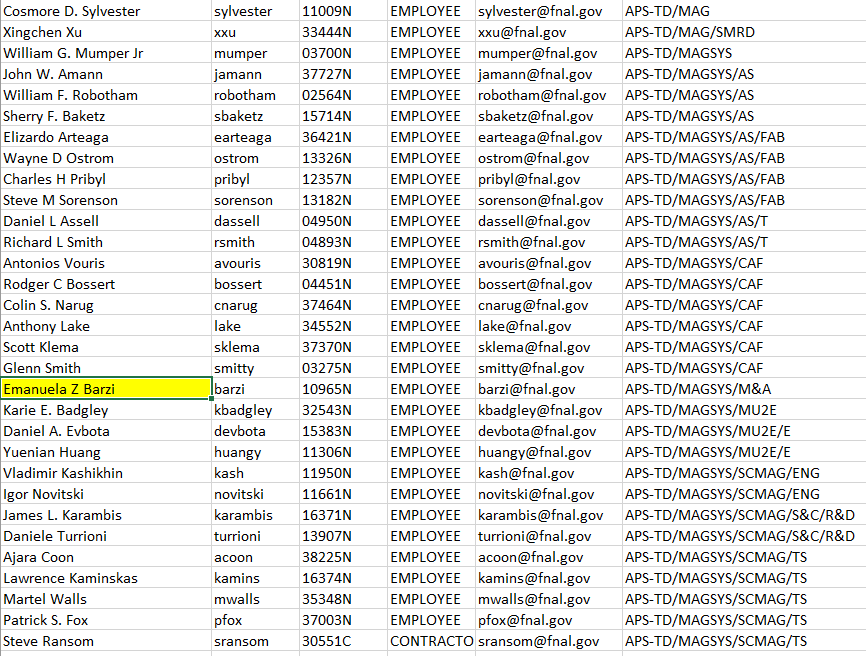 Cosmore D. Sylvester sylvester 11009N EMPLOYEE sylvester@fnal.gov APS-TD/MAG
Xingchen Xu xxu 33444N EMPLOYEE xxu@fnal.gov APS-TD/MAG/SMRD
William G. Mumper Jr mumper 03700N EMPLOYEE mumper@fnal.gov APS-TD/MAGSYS
John W. Amann jamann 37727N EMPLOYEE jamann@fnal.gov APS-TD/MAGSYS/AS
William F. Robotham robotham 02564N EMPLOYEE robotham@fnal.gov APS-TD/MAGSYS/AS
Sherry F. Baketz sbaketz 15714N EMPLOYEE sbaketz@fnal.gov APS-TD/MAGSYS/AS
Elizardo Arteaga earteaga 36421N EMPLOYEE earteaga@fnal.gov APS-TD/MAGSYS/AS/FAB
Wayne D Ostrom ostrom 13326N EMPLOYEE ostrom@fnal.gov APS-TD/MAGSYS/AS/FAB
Charles H Pribyl pribyl 12357N EMPLOYEE pribyl@fnal.gov APS-TD/MAGSYS/AS/FAB
Steve M Sorenson sorenson 13182N EMPLOYEE sorenson@fnal.gov APS-TD/MAGSYS/AS/FAB
Daniel L Assell dassell 04950N EMPLOYEE dassell@fnal.gov APS-TD/MAGSYS/AS/T
Richard L Smith rsmith 04893N EMPLOYEE rsmith@fnal.gov APS-TD/MAGSYS/AS/T
Antonios Vouris avouris 30819N EMPLOYEE avouris@fnal.gov APS-TD/MAGSYS/CAF
Rodger C Bossert bossert 04451N EMPLOYEE bossert@fnal.gov APS-TD/MAGSYS/CAF
Colin S. Narug cnarug 37464N EMPLOYEE cnarug@fnal.gov APS-TD/MAGSYS/CAF
Anthony Lake lake 34552N EMPLOYEE lake@fnal.gov APS-TD/MAGSYS/CAF
Scott Klema sklema 37370N EMPLOYEE sklema@fnal.gov APS-TD/MAGSYS/CAF
Glenn Smith smitty 03275N EMPLOYEE smitty@fnal.gov APS-TD/MAGSYS/CAF
Emanuela Z Barzi barzi 10965N EMPLOYEE barzi@fnal.gov APS-TD/MAGSYS/M&A
Karie E. Badgley kbadgley 32543N EMPLOYEE kbadgley@fnal.gov APS-TD/MAGSYS/MU2E
Daniel A. Evbota devbota 15383N EMPLOYEE devbota@fnal.gov APS-TD/MAGSYS/MU2E/E
Yuenian Huang huangy 11306N EMPLOYEE huangy@fnal.gov APS-TD/MAGSYS/MU2E/E
Vladimir Kashikhin kash 11950N EMPLOYEE kash@fnal.gov APS-TD/MAGSYS/SCMAG/ENG
Igor Novitski novitski 11661N EMPLOYEE novitski@fnal.gov APS-TD/MAGSYS/SCMAG/ENG
James L. Karambis karambis 16371N EMPLOYEE karambis@fnal.gov APS-TD/MAGSYS/SCMAG/S&C/R&D
Daniele Turrioni turrioni 13907N EMPLOYEE turrioni@fnal.gov APS-TD/MAGSYS/SCMAG/S&C/R&D
Ajara Coon acoon 38225N EMPLOYEE acoon@fnal.gov APS-TD/MAGSYS/SCMAG/TS
Lawrence Kaminskas kamins 16374N EMPLOYEE kamins@fnal.gov APS-TD/MAGSYS/SCMAG/TS
Martel Walls mwalls 35348N EMPLOYEE mwalls@fnal.gov APS-TD/MAGSYS/SCMAG/TS
Patrick S. Fox pfox 37003N EMPLOYEE pfox@fnal.gov APS-TD/MAGSYS/SCMAG/TS
Steve Ransom sransom 30551C CONTRACTO sransom@fnal.gov APS-TD/MAGSYS/SCMAG/TS